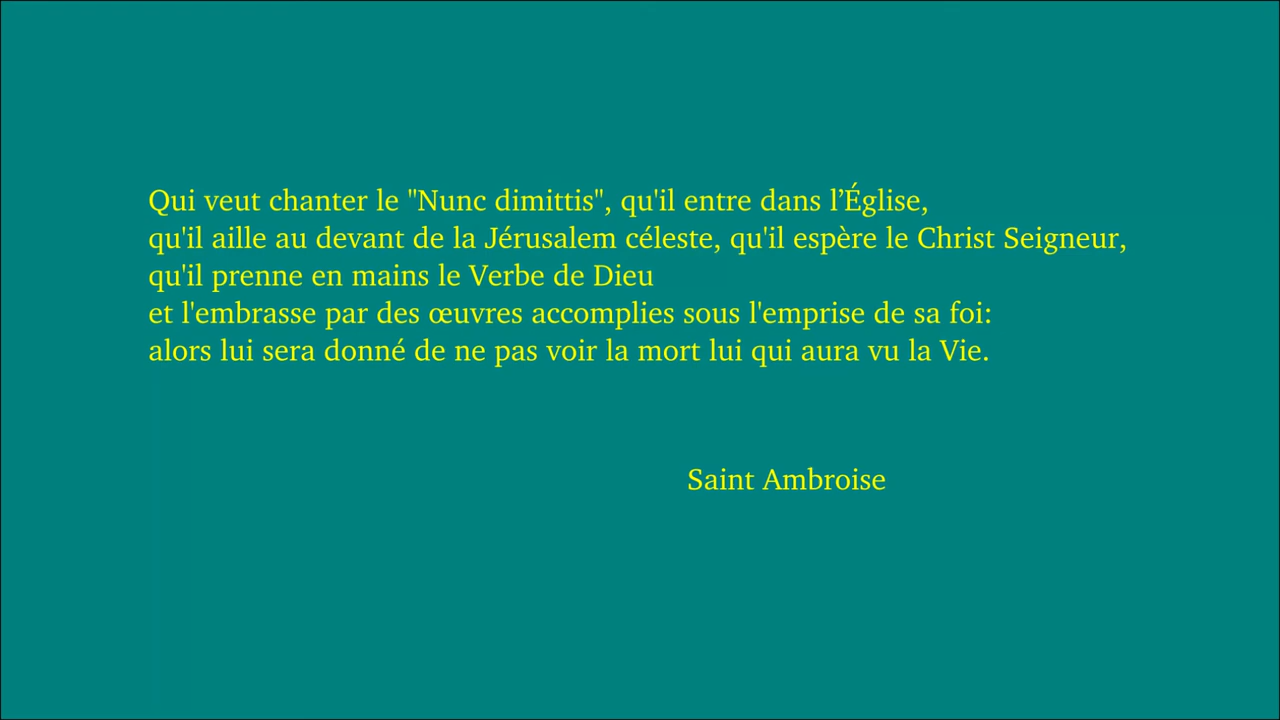 Qui veut chanter le "Nunc dimittis", qu'il entre dans l’Église,
qu'il aille au devant de la Jérusalem céleste, qu'il espère le Christ Seigneur,
qu'il prenne en mains le Verbe de Dieu
et l'embrasse par des œuvres accomplies sous l'emprise de sa foi:
alors lui sera donné de ne pas voir la mort lui qui aura vu la Vie.
Saint Ambroise